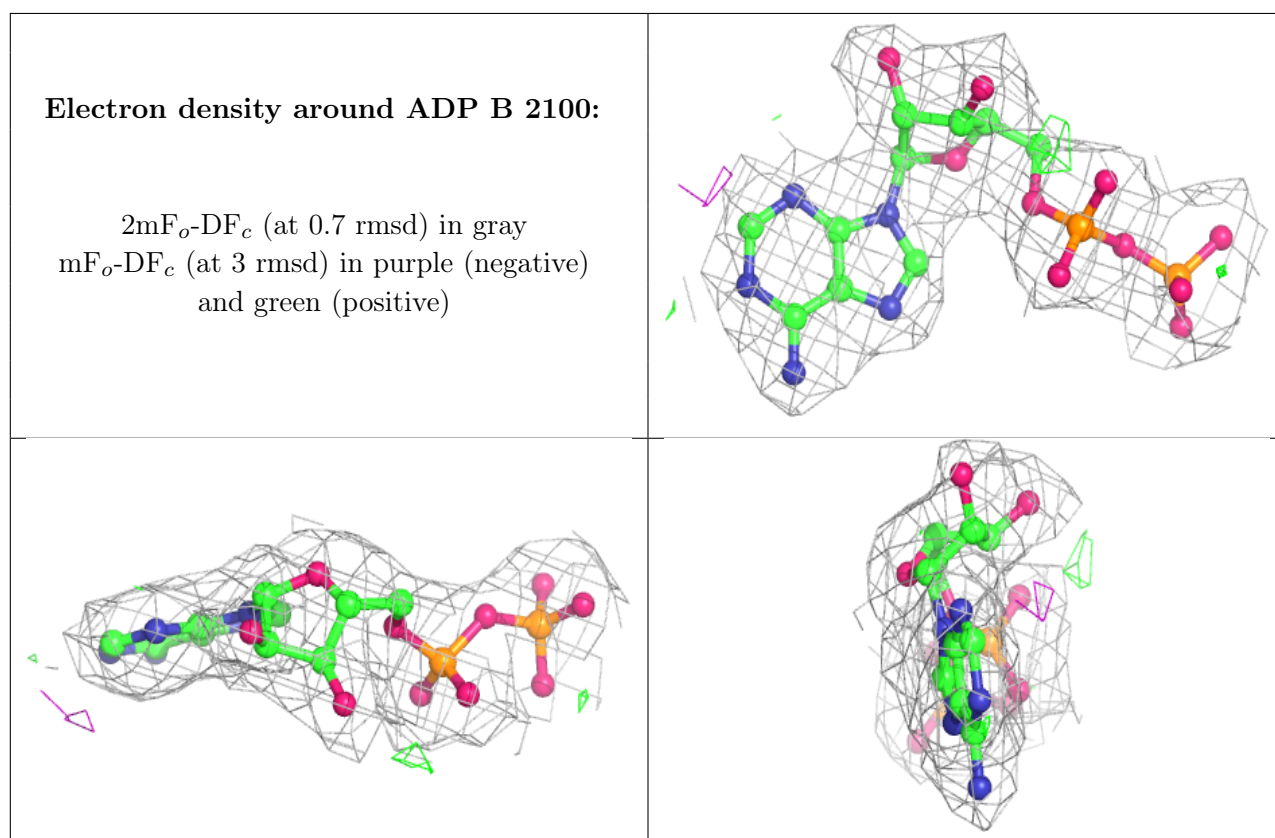 Electron density around ADP B 2100:
2mFₒ-DF𝒸 (at 0.7 rmsd) in gray
mFₒ-DF𝒸 (at 3 rmsd) in purple (negative)
and green (positive)